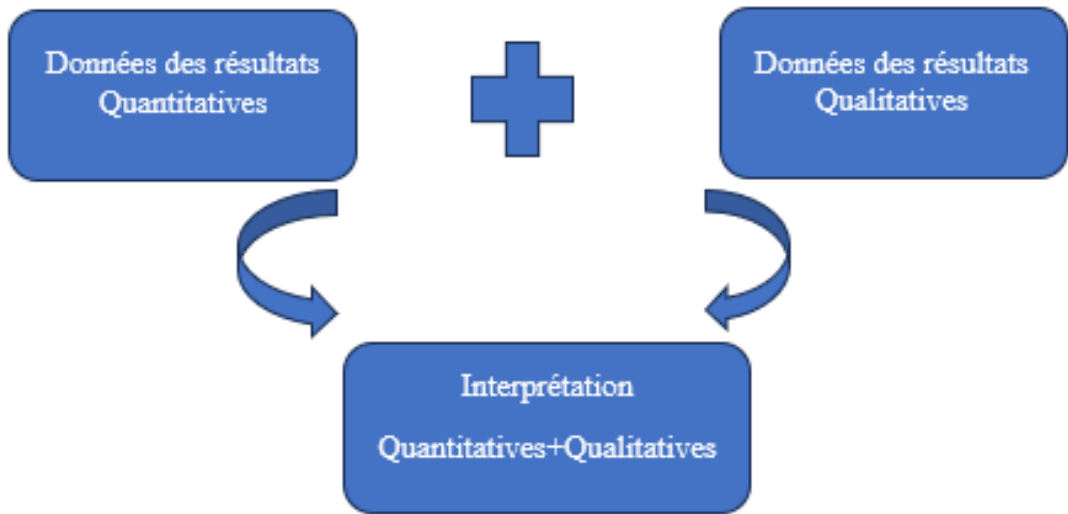 Données des résultats
Quantitatives
Données des résultats
Qualitatives
Interprétation
Quantitatives+Qualitatives